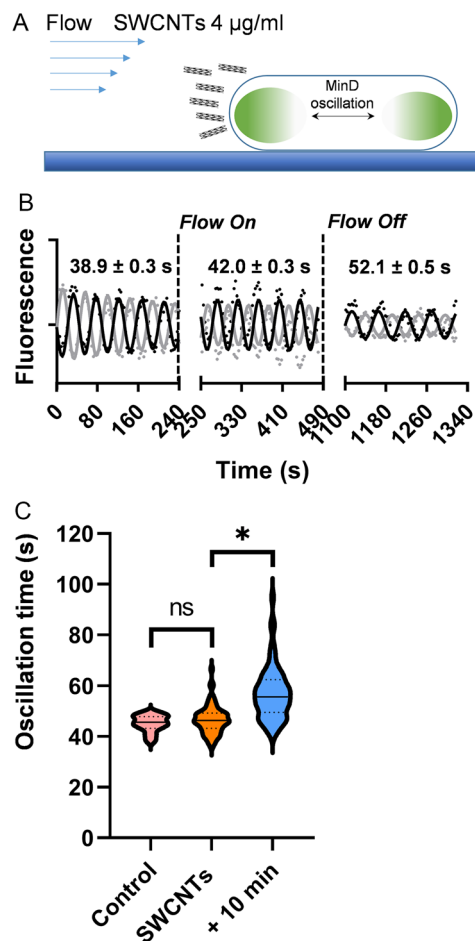 A
Flow SWCNTs 4 µg/ml
MinD
oscillation
B
Flow On
Flow Off
38.9 ± 0.3 s
42.0 ± 0.3 s
52.1 ± 0.5 s
Fluorescence
0
80
160
240
250
330
410
490
1100
1180
1260
1340
Time (s)
C
Oscillation time (s)
120
100
80
60
40
20
0
ns
*
Control
SWCNTs
+ 10 min